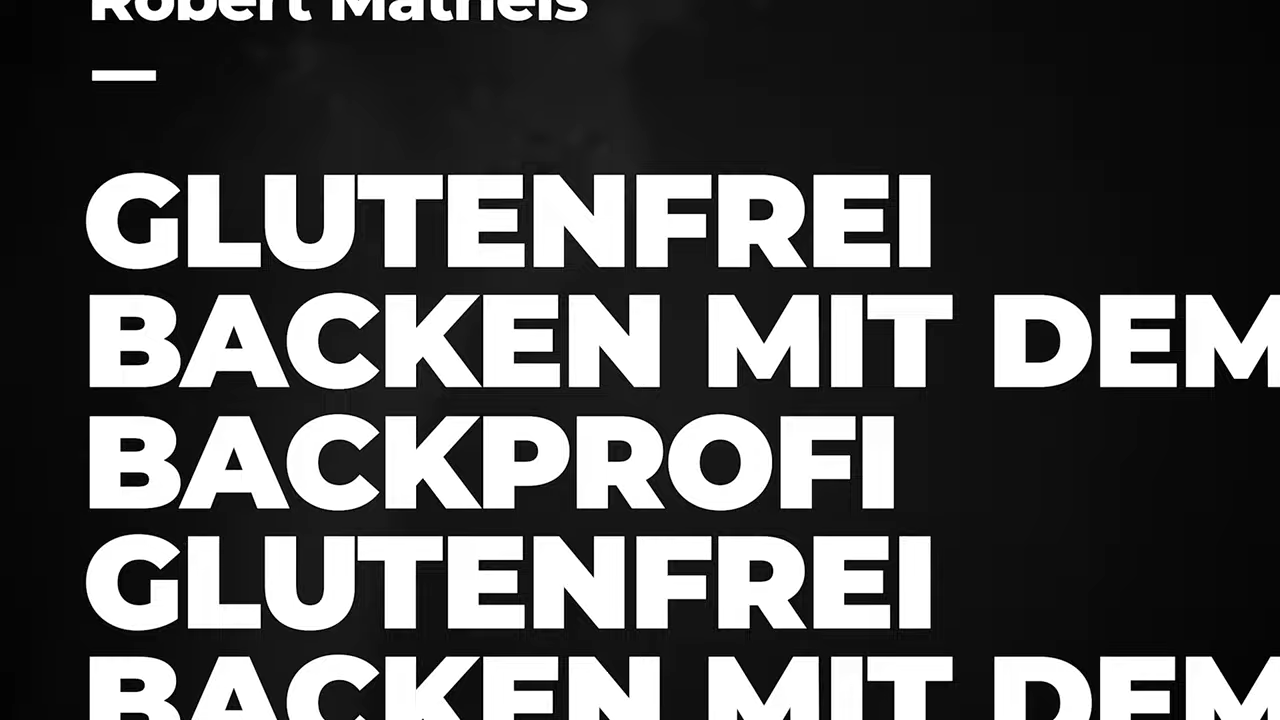 Robert Matheis
GLUTENFREI
BACKEN MIT DEM
BACKPROFI
GLUTENFREI
BACKEN MIT DEM